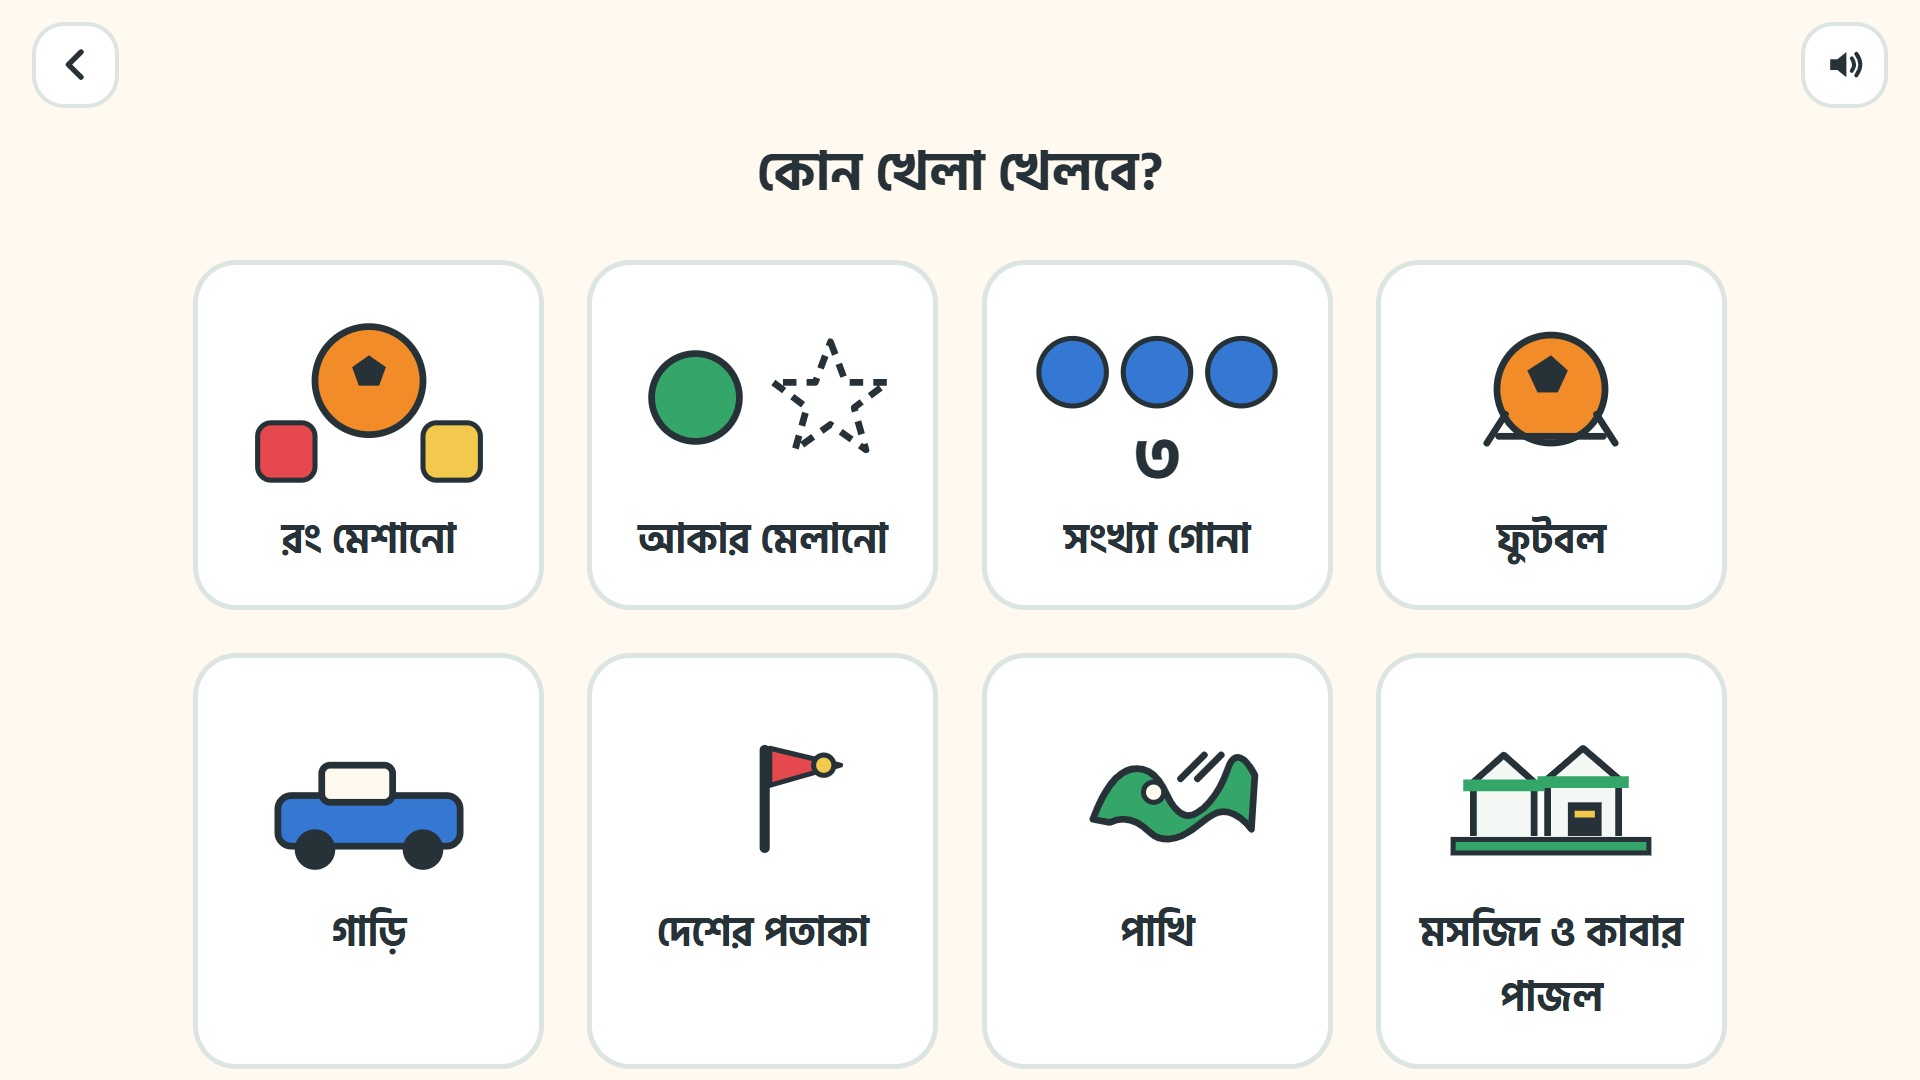 কোন খেলা খেলবে?
৩
রং মেশানো
আকার মেলানো
সংখ্যা গোনা
ফুটবল
গাড়ি
দেশের পতাকা
পাখি
মসজিদ ও কাবার
পাজল